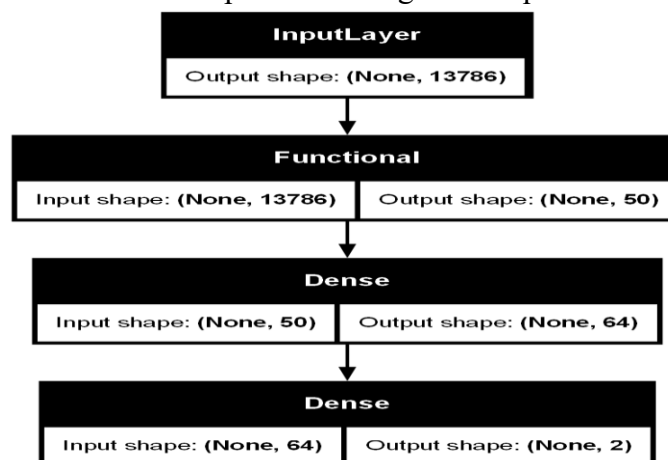 InputLayer
Output shape: (None, 13786)
Functional
Input shape: (None, 13786) Output shape: (None, 50)
Dense
Input shape: (None, 50) Output shape: (None, 64)
Dense
Input shape: (None, 64) Output shape: (None, 2)